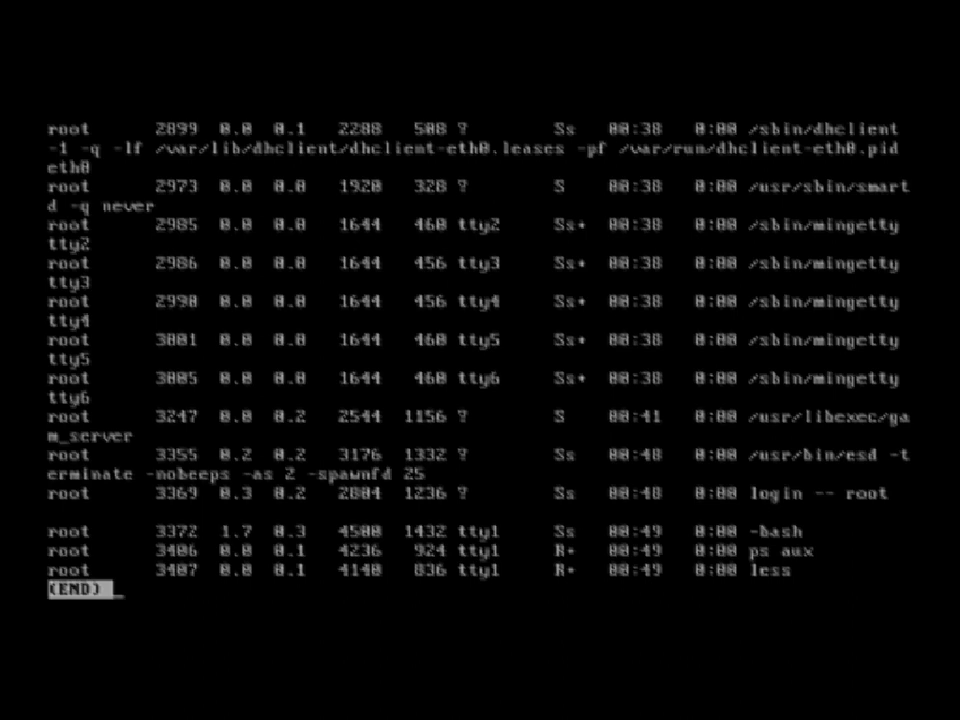 root 2899 0.0 0.1 2288 508 ? Ss 00:38 0:00 /sbin/dhclient
-1 -q -lf /var/lib/dhclient/dhclient-eth0.leases -pf /var/run/dhclient-eth0.pid
eth0
root 2973 0.0 0.0 1920 328 ? S 00:38 0:00 /usr/sbin/smart
d -q never
root 2985 0.0 0.0 1644 460 tty2 Ss+ 00:38 0:00 /sbin/mingetty
tty2
root 2986 0.0 0.0 1644 456 tty3 Ss+ 00:38 0:00 /sbin/mingetty
tty3
root 2990 0.0 0.0 1644 456 tty4 Ss+ 00:38 0:00 /sbin/mingetty
tty4
root 3001 0.0 0.0 1644 460 tty5 Ss+ 00:38 0:00 /sbin/mingetty
tty5
root 3005 0.0 0.0 1644 460 tty6 Ss+ 00:38 0:00 /sbin/mingetty
tty6
root 3247 0.0 0.2 2544 1156 ? S 00:41 0:00 /usr/libexec/ga
m_server
root 3355 0.2 0.2 3176 1332 ? Ss 00:48 0:00 /usr/bin/esd -t
erminate -nobeeps -as 2 -spawnfd 25
root 3369 0.3 0.2 2804 1236 ? Ss 00:48 0:00 login -- root
root 3372 1.7 0.3 4500 1432 tty1 Ss 00:49 0:00 -bash
root 3406 0.0 0.1 4236 924 tty1 R+ 00:49 0:00 ps aux
root 3407 0.0 0.1 4140 836 tty1 R+ 00:49 0:00 less
(END)